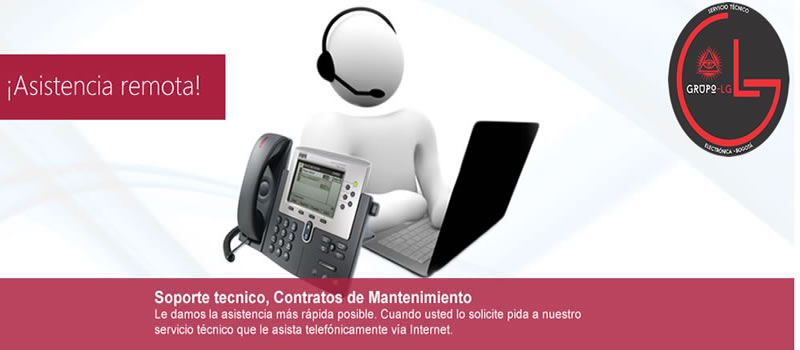 ¡Asistencia remota!
SERVICIO TÉCNICO
GRUPO-LG
ELECTRÓNICA - BOGOTÁ
Soporte tecnico, Contratos de Mantenimiento
Le damos la asistencia más rápida posible. Cuando usted lo solicite pida a nuestro
servicio técnico que le asista telefónicamente vía Internet.